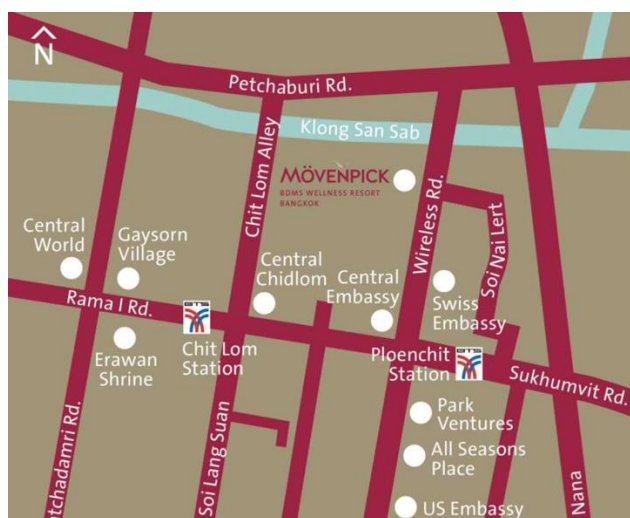 N
Petchaburi Rd.
Klong San Sab
Chit Lom Alley
MÖVENPICK
BDMS WELLNESS RESORT
BANGKOK
Wireless Rd.
Soi Nai Lert
Central
World
Gaysorn
Village
Central
Chidlom
Central
Embassy
Swiss
Embassy
Rama I Rd.
BTS
Chit Lom
Station
Erawan
Shrine
Ploenchit
Station
BTS
Sukhumvit Rd.
Park
Ventures
All Seasons
Place
US Embassy
tchadamri Rd.
Soi Lang Suan
Nana